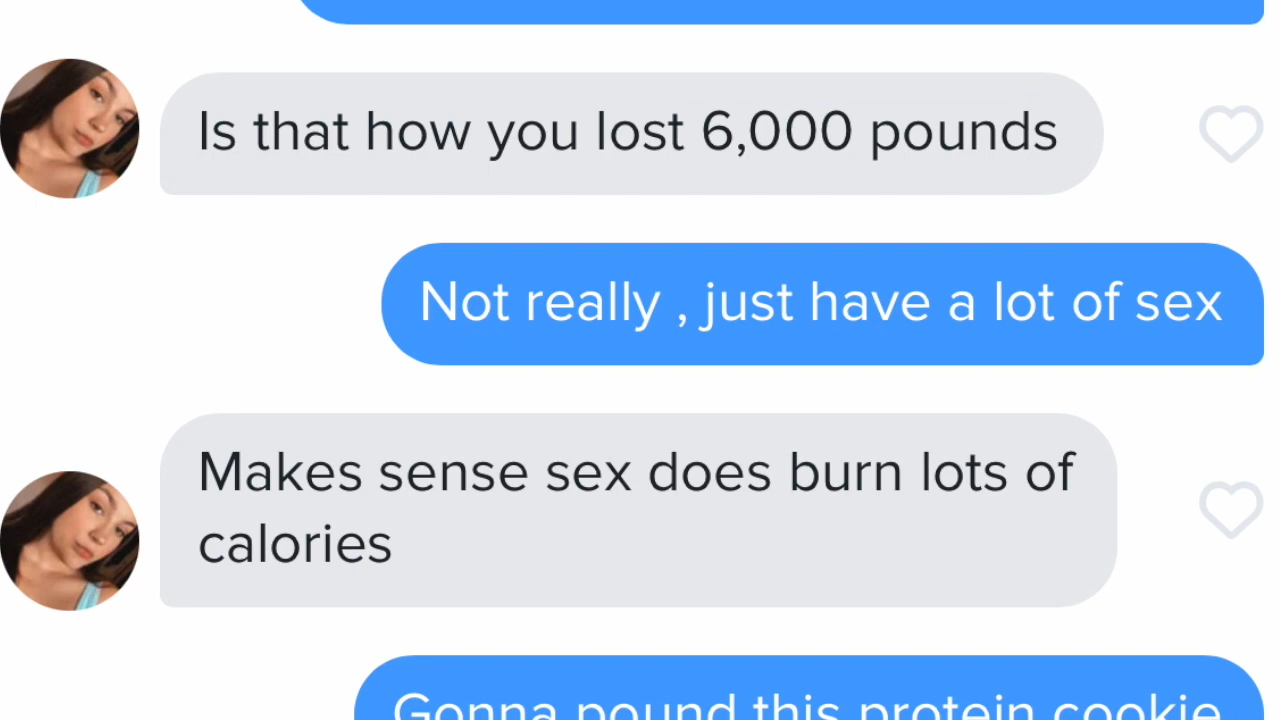 Is that how you lost 6,000 pounds
Not really , just have a lot of sex
Makes sense sex does burn lots of
calories
Gonna pound this protein cookie